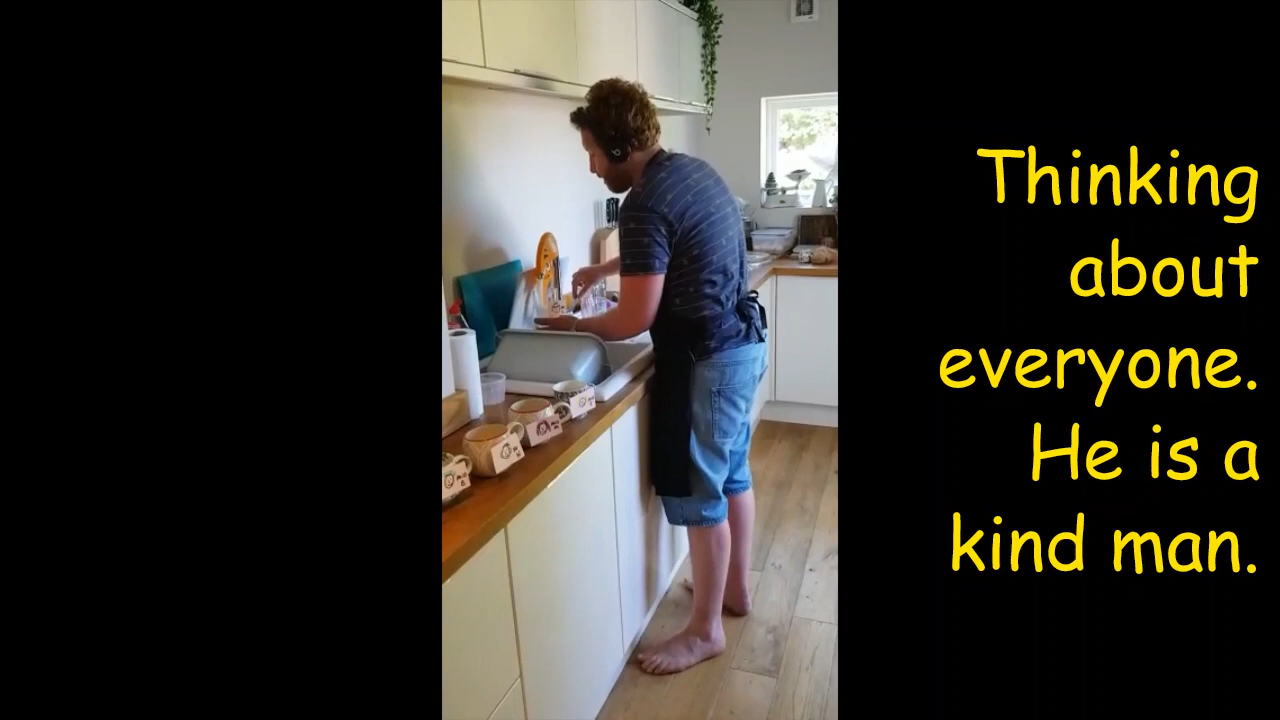 Thinking
about
everyone.
He is a
kind man.